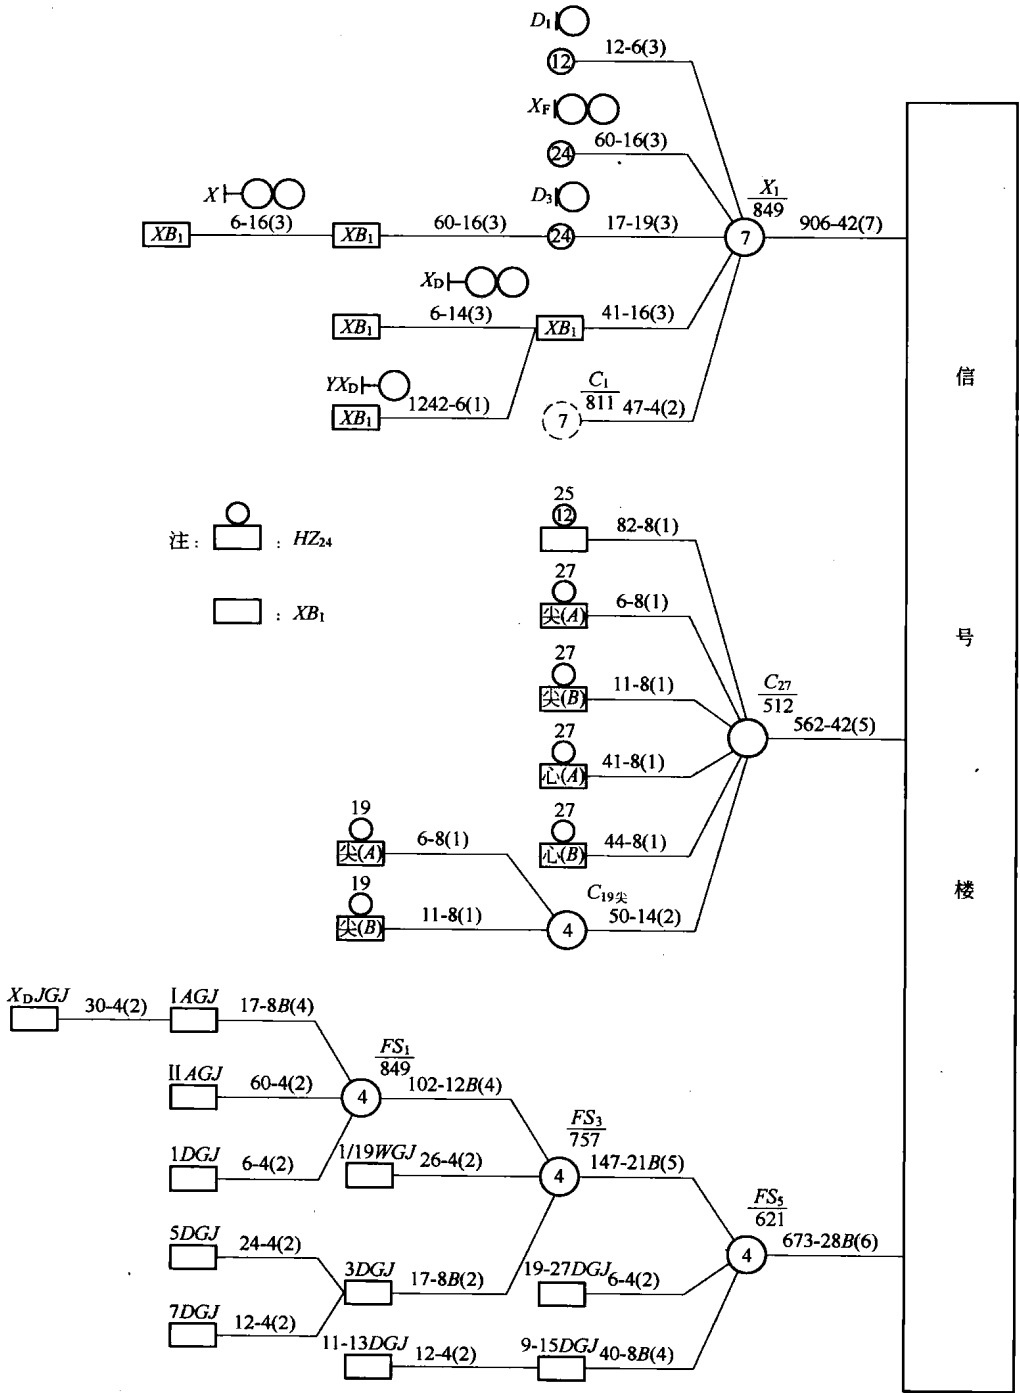 D₁
12-6(3)
12
X_F
60-16(3)
24
X
6-16(3)
XB₁
XB₁
60-16(3)
D₃
24
17-19(3)
X₁
849
7
906-42(7)
X_D
6-14(3)
XB₁
XB₁
41-16(3)
YX_D
1242-6(1)
XB₁
C₁
811
7
47-4(2)
信
号
楼
注：
：HZ₂₄
：XB₁
25
12
82-8(1)
27
尖(A)
6-8(1)
27
尖(B)
11-8(1)
C₂₇
512
562-42(5)
27
心(A)
41-8(1)
27
心(B)
44-8(1)
19
尖(A)
6-8(1)
19
尖(B)
11-8(1)
C₁₉尖
4
50-14(2)
X_D JGJ
30-4(2)
I AGJ
17-8B(4)
II AGJ
60-4(2)
FS₁
849
4
102-12B(4)
1DGJ
6-4(2)
1/19WGJ
26-4(2)
FS₃
757
4
147-21B(5)
5DGJ
24-4(2)
3DGJ
17-8B(2)
7DGJ
12-4(2)
FS₅
621
4
673-28B(6)
19-27DGJ
6-4(2)
11-13DGJ
12-4(2)
9-15DGJ
40-8B(4)